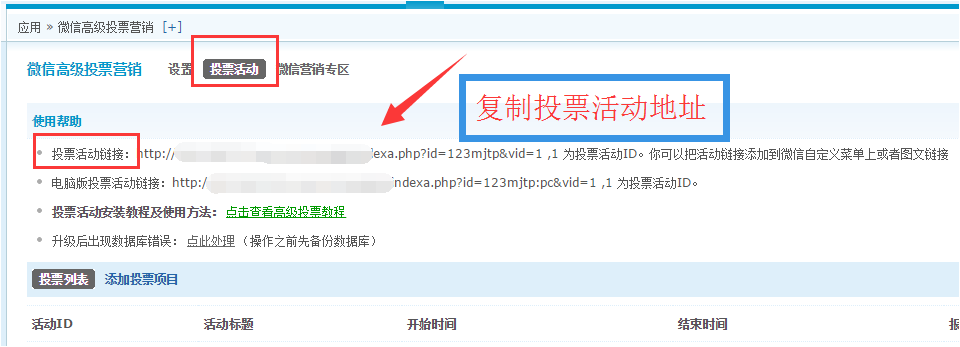 应用 » 微信高级投票营销 [+]
微信高级投票营销 设置 投票活动 微信营销专区
复制投票活动地址
使用帮助
投票活动链接：http:// dexa.php?id=123mjtp&vid=1 ,1 为投票活动ID。你可以把活动链接添加到微信自定义菜单上或者图文链接
电脑版投票活动链接：http:// indexa.php?id=123mjtp:pc&vid=1 ,1 为投票活动ID。
投票活动安装教程及使用方法：点击查看高级投票教程
升级后出现数据库错误：点此处理（操作之前先备份数据库）
投票列表 添加投票项目
活动ID 活动标题 开始时间 结束时间